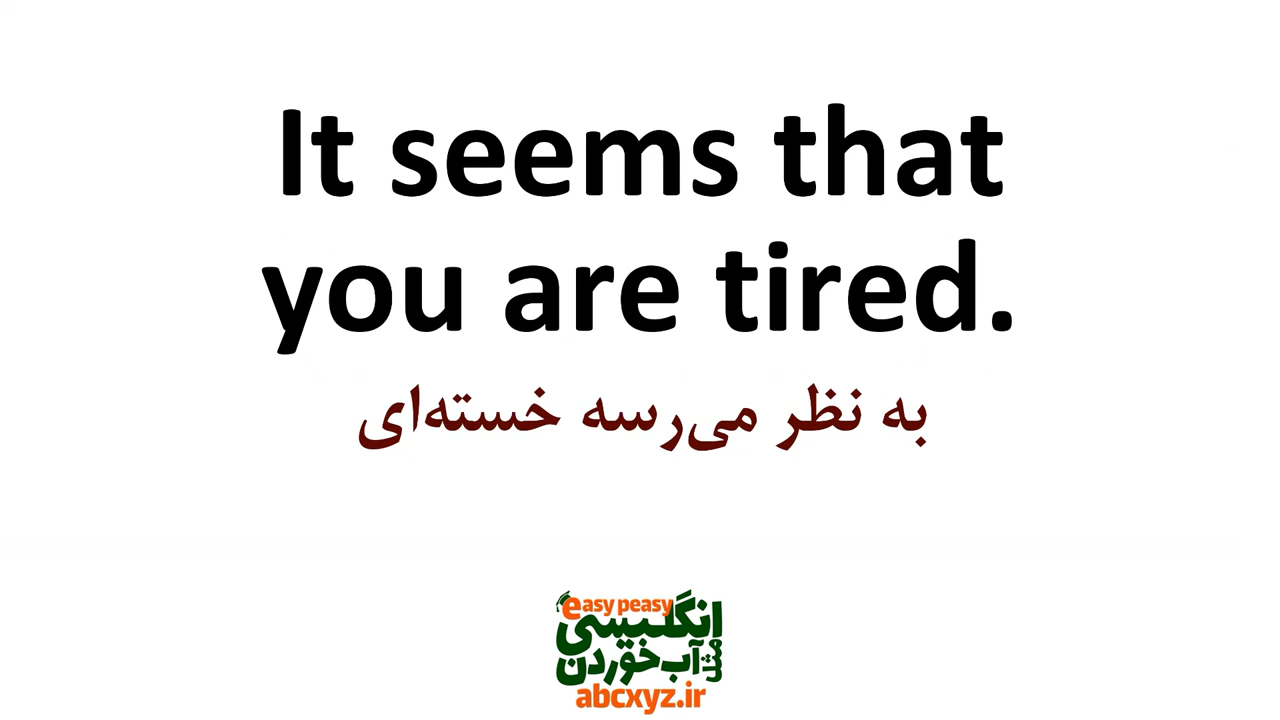 It seems that
you are tired.
به نظر می‌رسه خسته‌ای
easy peasy
انگلیسی
مثل آب خوردن
abcxyz.ir